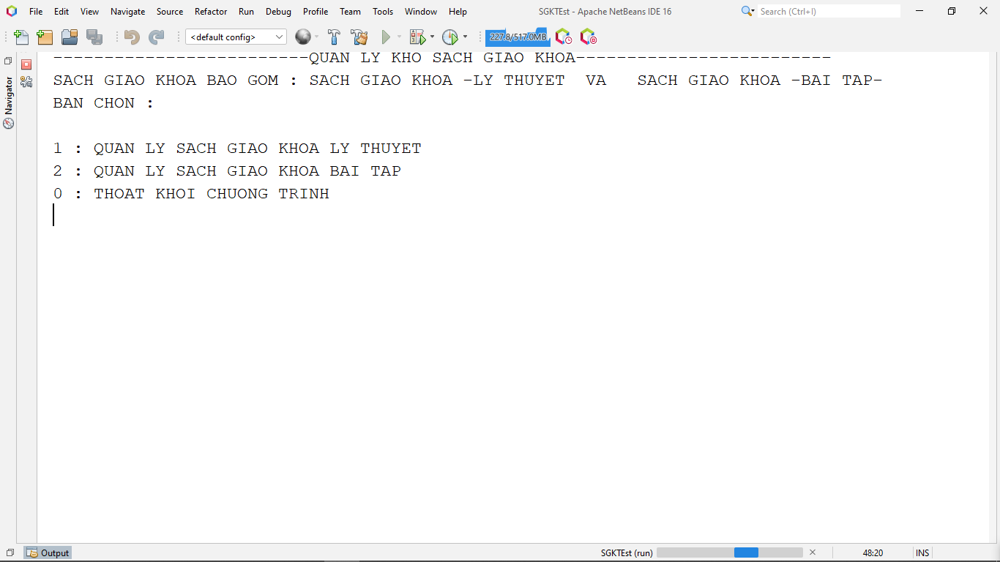 File Edit View Navigate Source Refactor Run Debug Profile Team Tools Window Help SGKTEst - Apache NetBeans IDE 16 Search (Ctrl+I)
<default config> 227.8/517.0MB
Navigator
-------------------------QUAN LY KHO SACH GIAO KHOA-------------------------
SACH GIAO KHOA BAO GOM : SACH GIAO KHOA -LY THUYET VA SACH GIAO KHOA -BAI TAP-
BAN CHON :
1 : QUAN LY SACH GIAO KHOA LY THUYET
2 : QUAN LY SACH GIAO KHOA BAI TAP
0 : THOAT KHOI CHUONG TRINH
Output SGKTEst (run) 48:20 INS